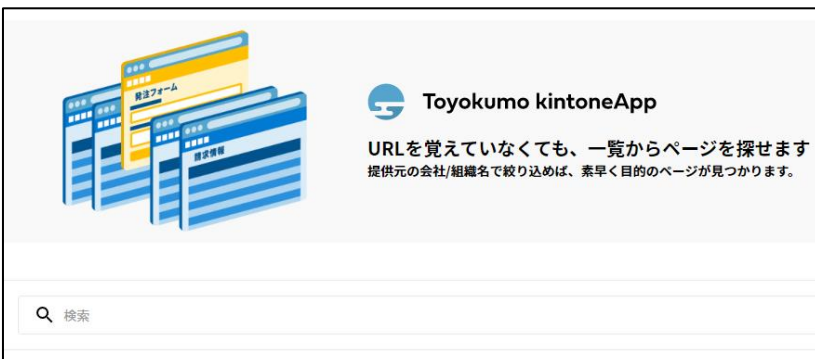 発注フォーム
請求情報
Toyokumo kintoneApp
URLを覚えていなくても、一覧からページを探せます
提供元の会社/組織名で絞り込めば、素早く目的のページが見つかります。
検索